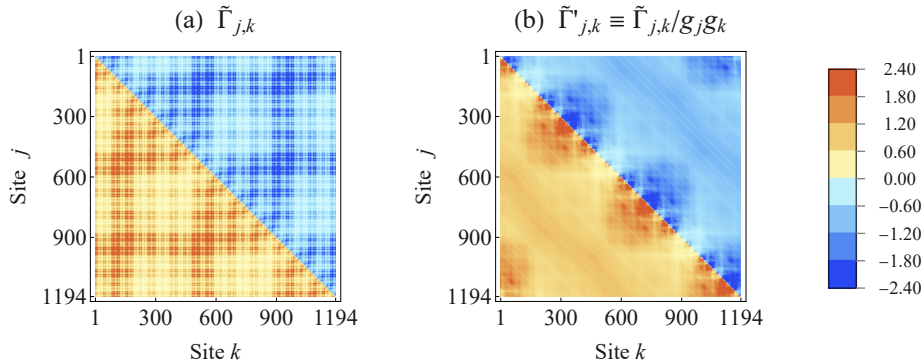 (a) Γ̃_{j,k}
(b) Γ̃'_{j,k} ≡ Γ̃_{j,k}/g_j g_k
Site j
1
300
600
900
1194
1 300 600 900 1194
Site k
Site j
1
300
600
900
1194
1 300 600 900 1194
Site k
2.40
1.80
1.20
0.60
0.00
−0.60
−1.20
−1.80
−2.40